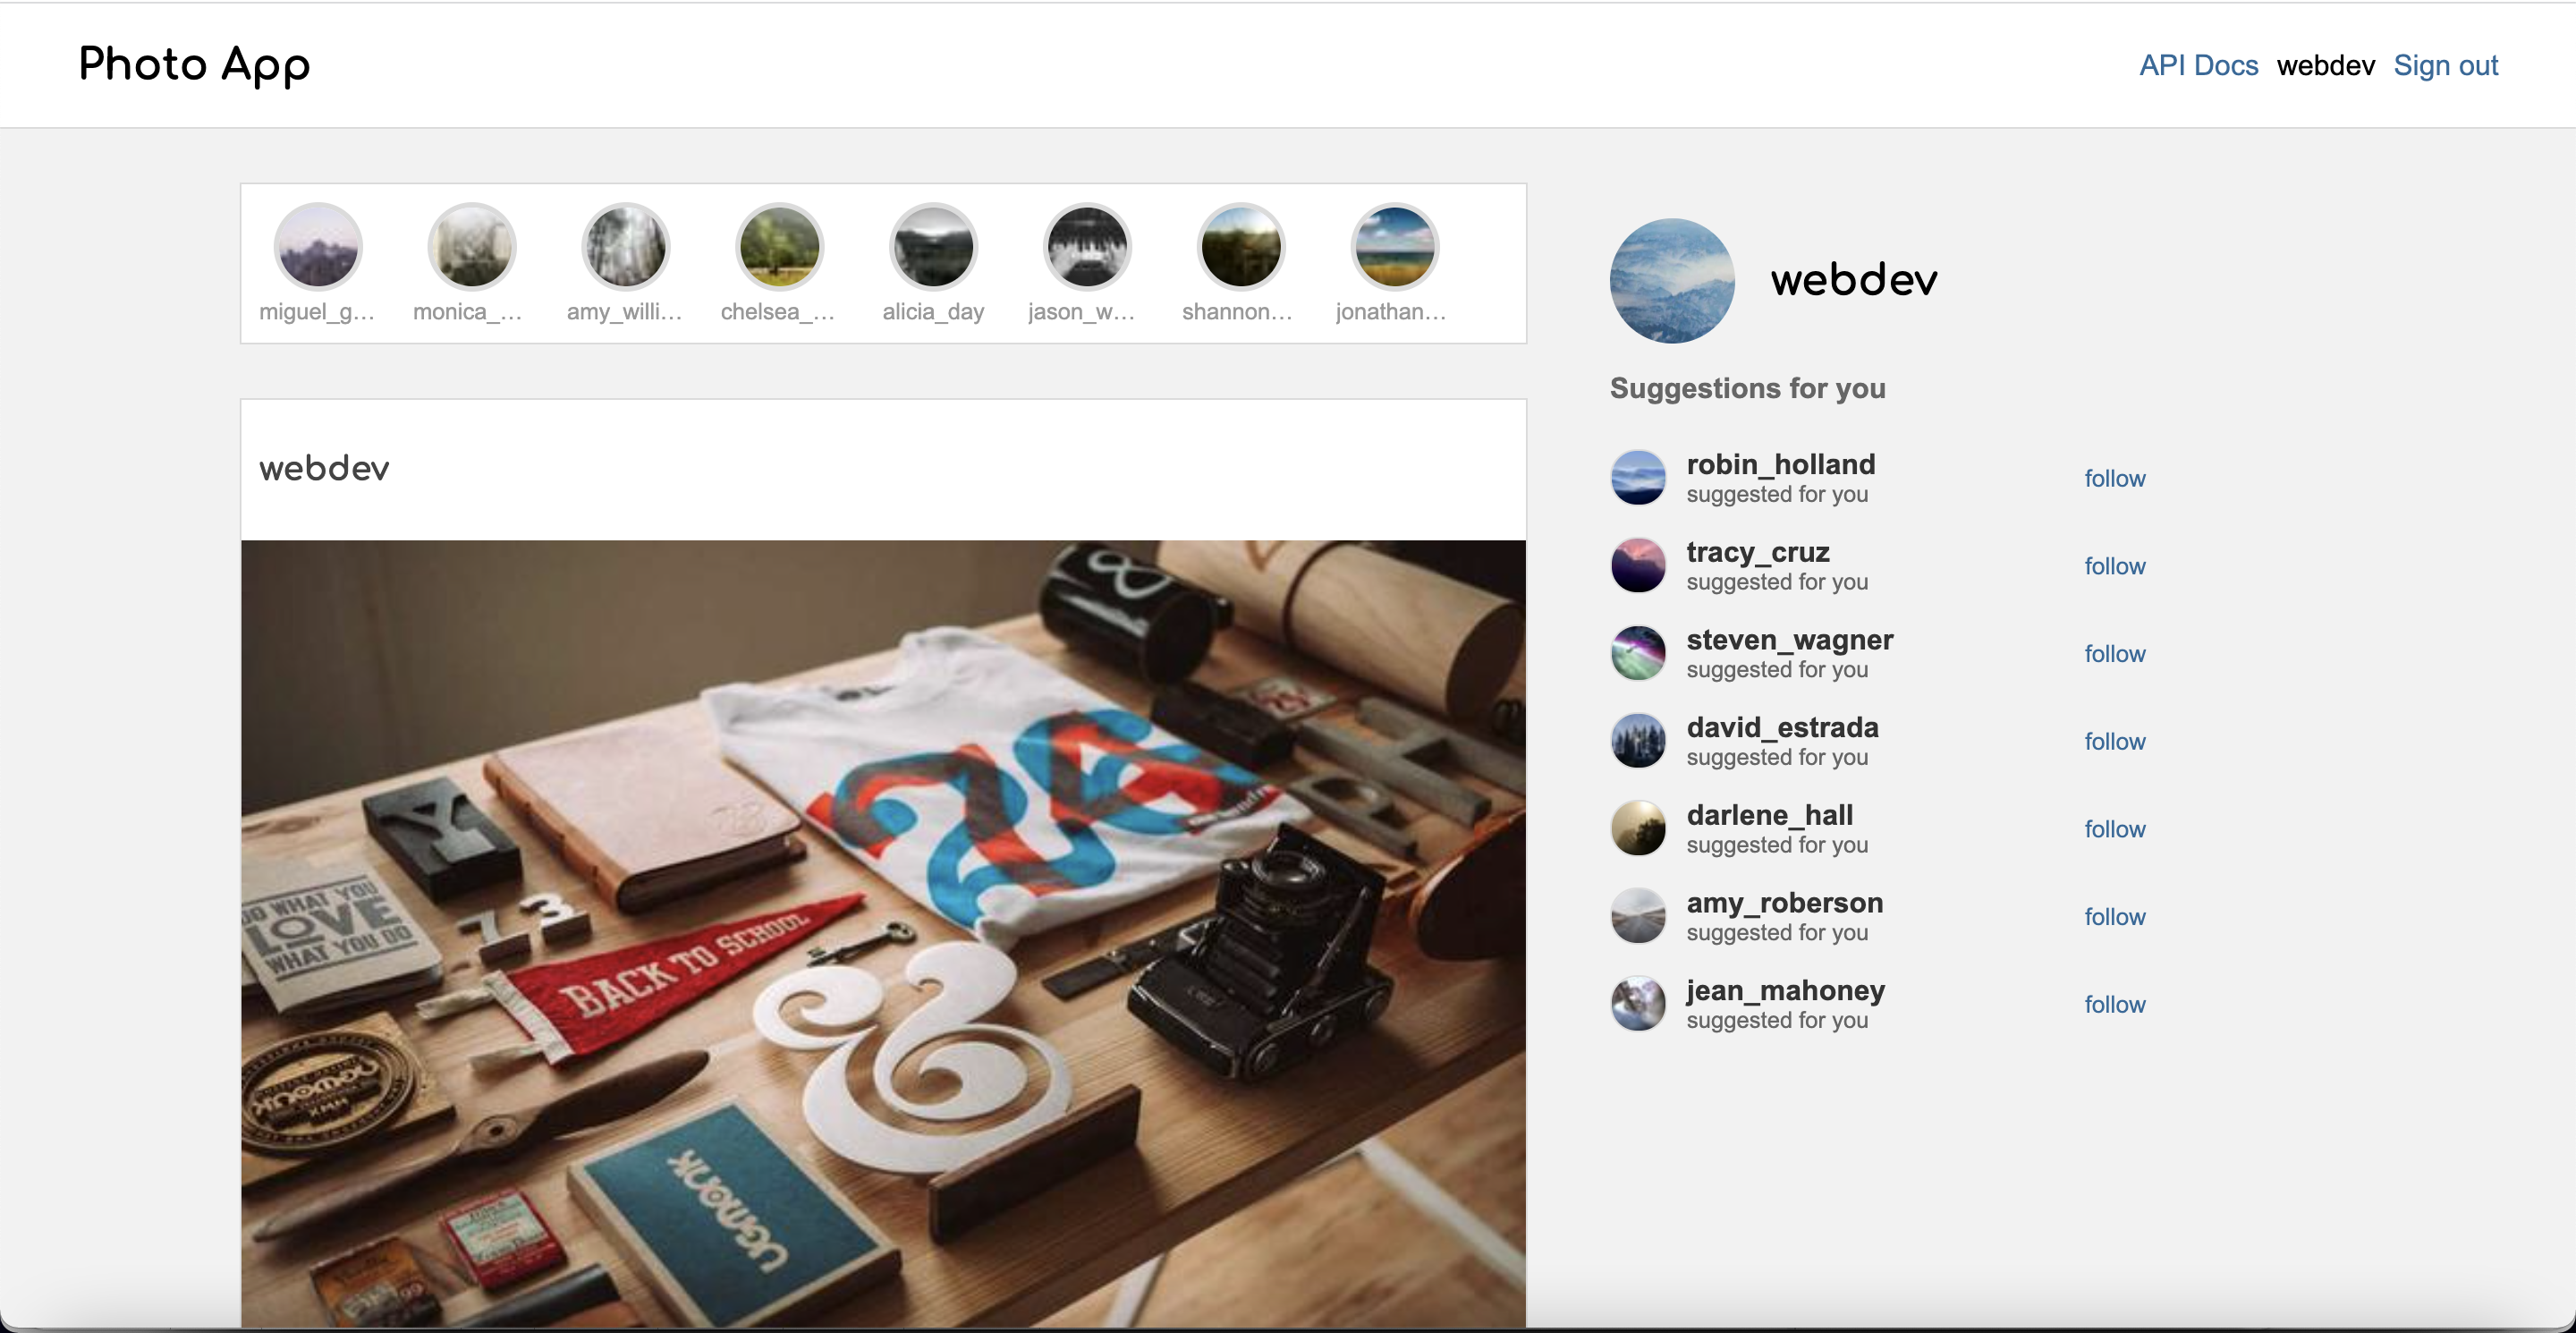 Photo App
API Docs webdev Sign out
miguel_g...
monica_...
amy_willi...
chelsea_...
alicia_day
jason_w...
shannon...
jonathan...
webdev
Suggestions for you
robin_holland
suggested for you
follow
tracy_cruz
suggested for you
follow
steven_wagner
suggested for you
follow
david_estrada
suggested for you
follow
darlene_hall
suggested for you
follow
amy_roberson
suggested for you
follow
jean_mahoney
suggested for you
follow
webdev
Y
DO WHAT YOU
LOVE
WHAT YOU DO
7 3
BACK TO SCHOOL
&
UGMONK